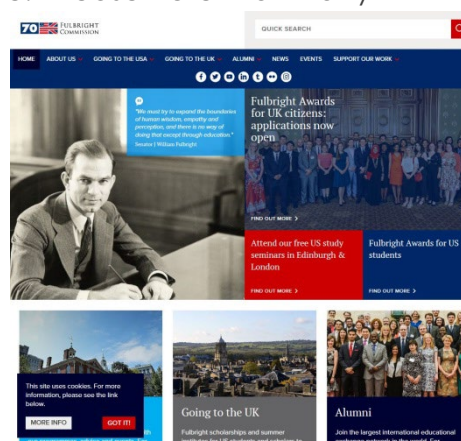 70 FULBRIGHT
COMMISSION
QUICK SEARCH
HOME ABOUT US GOING TO THE USA GOING TO THE UK ALUMNI NEWS EVENTS SUPPORT OUR WORK
"We must try to expand the boundaries
of human wisdom, empathy and
perception, and there is no way of
doing that except through education."
Senator J William Fulbright
Fulbright Awards
for UK citizens:
applications now
open
FIND OUT MORE
Attend our free US study
seminars in Edinburgh &
London
FIND OUT MORE
Fulbright Awards for US
students
FIND OUT MORE
This site uses cookies. For more
information, please see the link
below.
MORE INFO GOT IT!
Going to the UK
Fulbright scholarships and summer
Alumni
Join the largest international educational